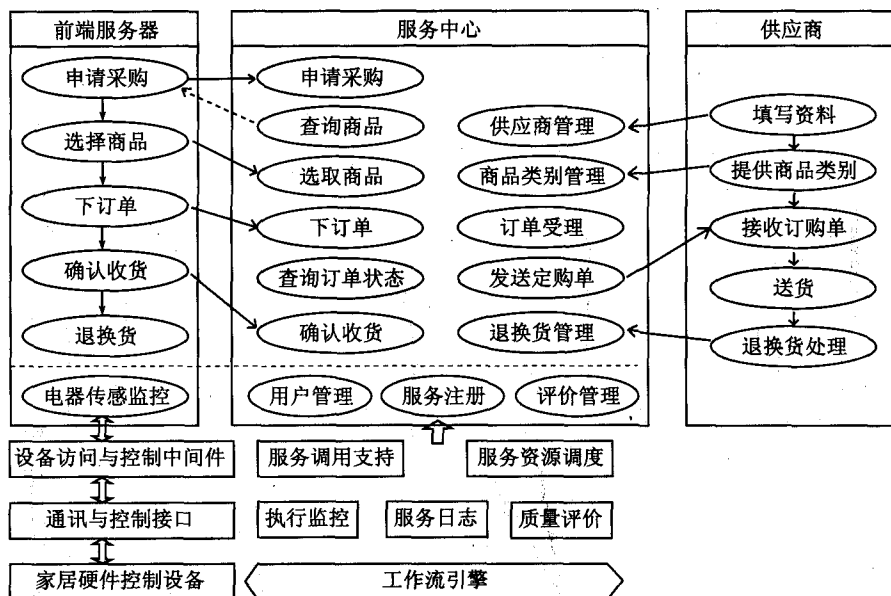 前端服务器
服务中心
供应商
申请采购
选择商品
下订单
确认收货
退换货
电器传感监控
申请采购
查询商品
选取商品
下订单
查询订单状态
确认收货
供应商管理
商品类别管理
订单受理
发送定购单
退换货管理
用户管理
服务注册
评价管理
填写资料
提供商品类别
接收订购单
送货
退换货处理
设备访问与控制中间件
服务调用支持
服务资源调度
通讯与控制接口
执行监控
服务日志
质量评价
家居硬件控制设备
工作流引擎